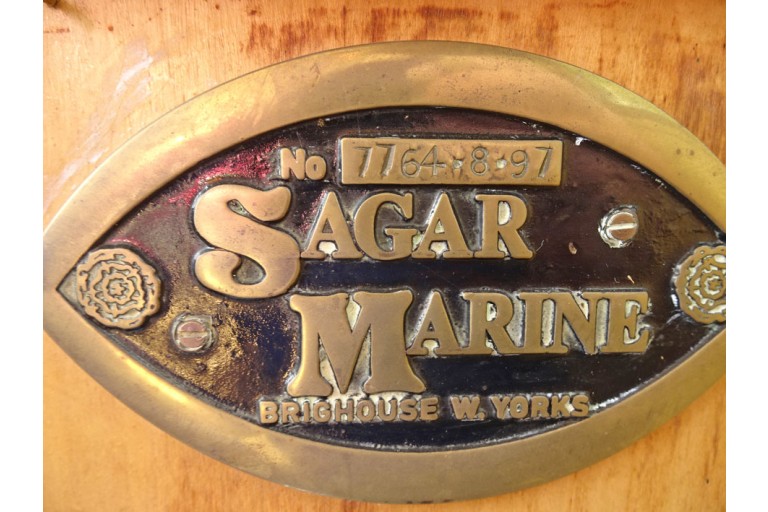 No 7764·8·97
SAGAR
MARINE
BRIGHOUSE W. YORKS